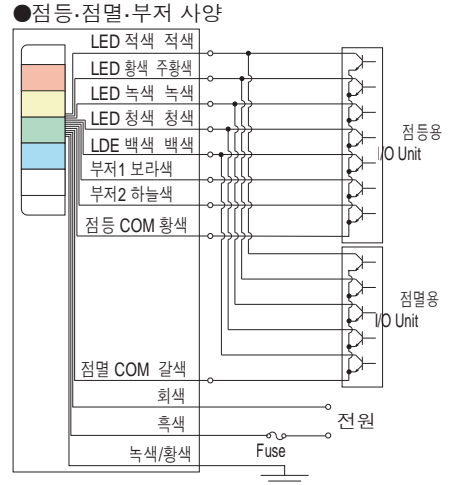 ●점등·점멸·부저 사양
LED 적색 적색
LED 황색 주황색
LED 녹색 녹색
LED 청색 청색
LDE 백색 백색
부저1 보라색
부저2 하늘색
점등 COM 황색
점등용
I/O Unit
점멸용
I/O Unit
점멸 COM 갈색
회색
흑색
녹색/황색
전원
Fuse